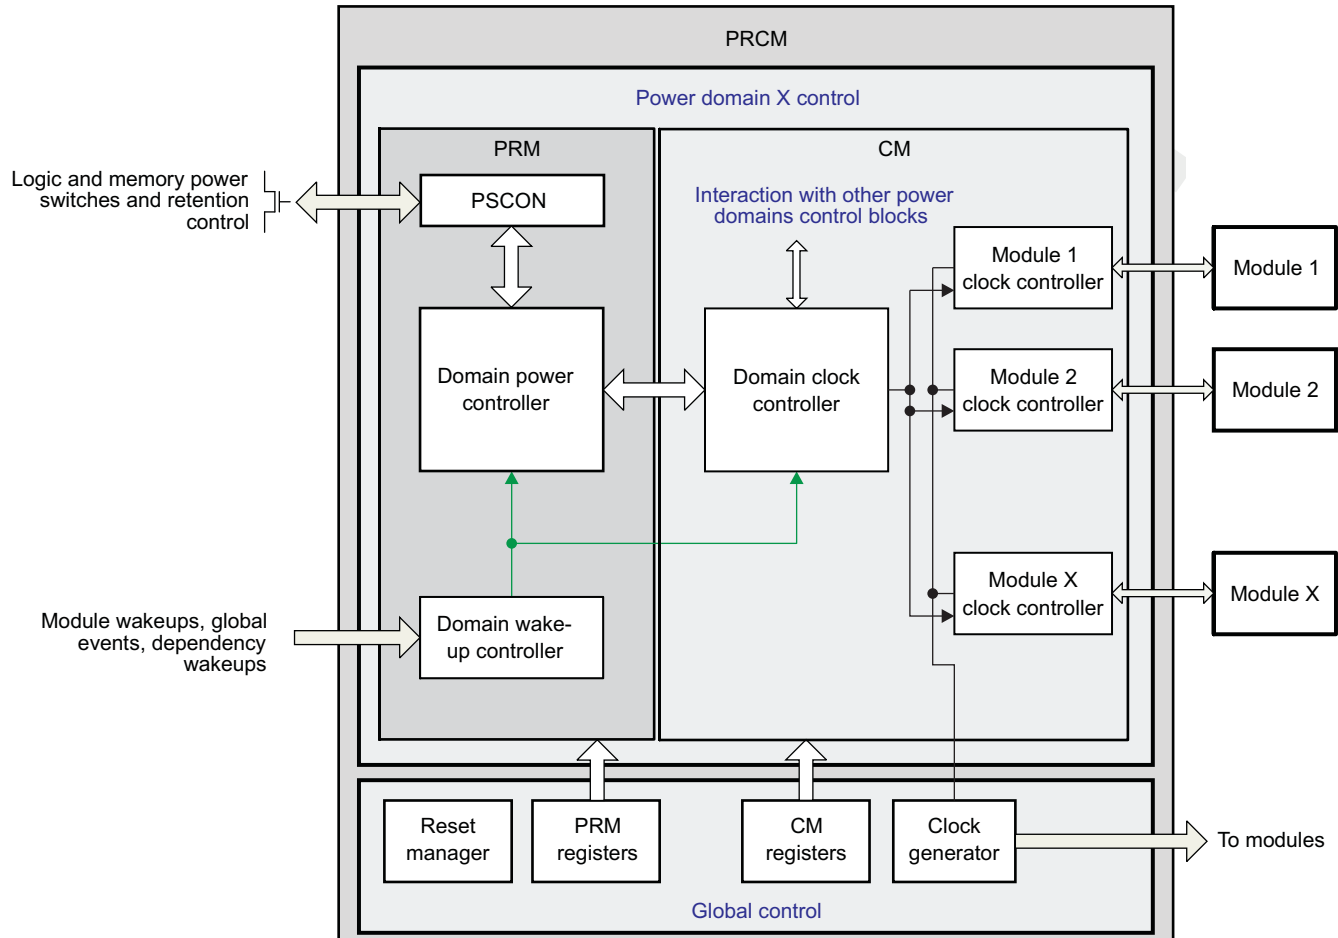 PRCM
Power domain X control
PRM
CM
Logic and memory power
switches and retention
control
PSCON
Interaction with other power
domains control blocks
Module 1
clock controller
Module 1
Domain power
controller
Domain clock
controller
Module 2
clock controller
Module 2
Module X
clock controller
Module X
Module wakeups, global
events, dependency
wakeups
Domain wake-
up controller
Reset
manager
PRM
registers
CM
registers
Clock
generator
To modules
Global control